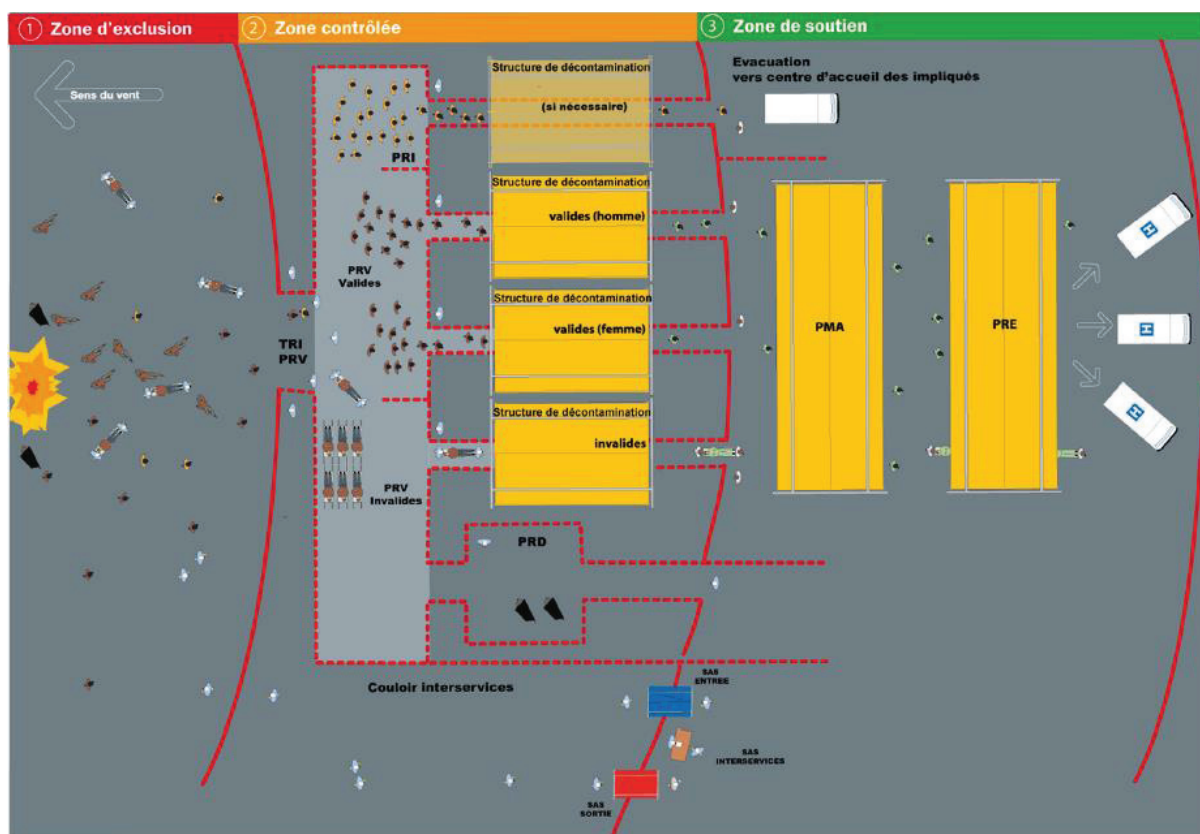 1 Zone d'exclusion
2 Zone contrôlée
3 Zone de soutien
Sens du vent
Structure de décontamination
(si nécessaire)
Evacuation
vers centre d'accueil des impliqués
PRI
Structure de décontamination
valides (homme)
PRV
Valides
Structure de décontamination
valides (femme)
TRI
PRV
PMA
PRE
H
H
H
Structure de décontamination
invalides
PRV
Invalides
PRD
Couloir interservices
SAS
ENTREE
SAS
INTERSERVICES
SAS
SORTIE